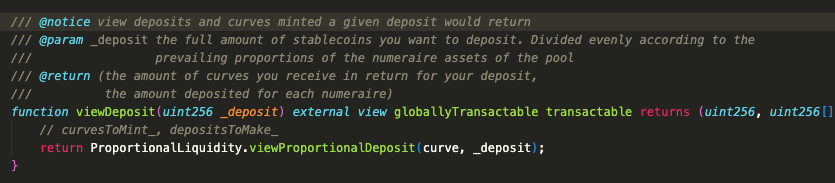 /// @notice view deposits and curves minted a given deposit would return
/// @param _deposit the full amount of stablecoins you want to deposit. Divided evenly according to the
/// prevailing proportions of the numeraire assets of the pool
/// @return (the amount of curves you receive in return for your deposit,
/// the amount deposited for each numeraire)
function viewDeposit(uint256 _deposit) external view globallyTransactable transactable returns (uint256, uint256[]
// curvesToMint_, depositsToMake_
return ProportionalLiquidity.viewProportionalDeposit(curve, _deposit);
}